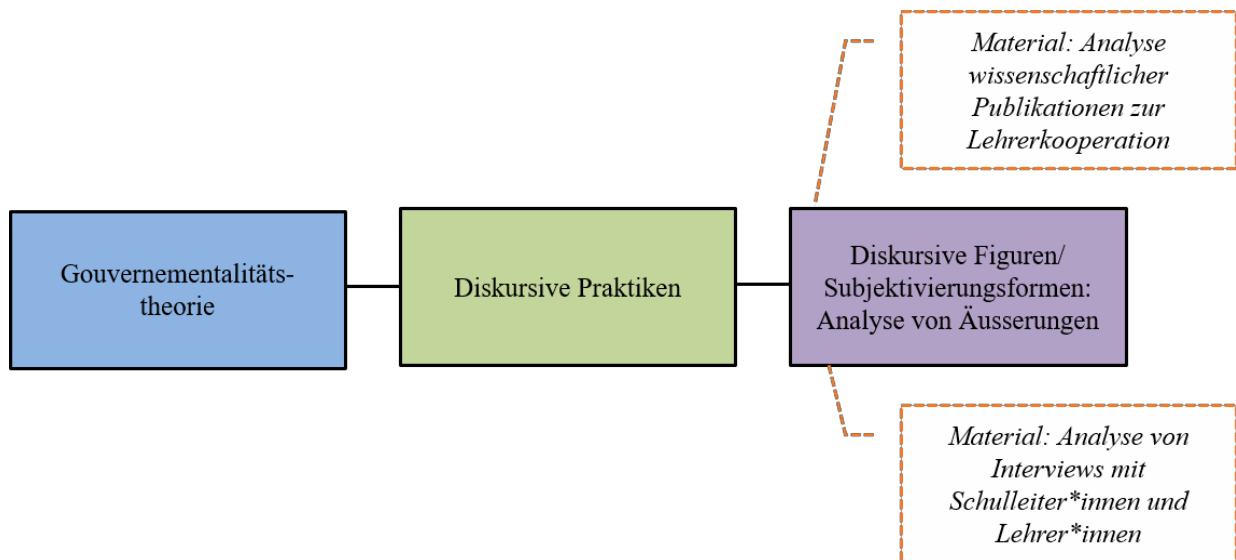 Material: Analyse
wissenschaftlicher
Publikationen zur
Lehrerkooperation
Gouvernementalitäts-
theorie
Diskursive Praktiken
Diskursive Figuren/
Subjektivierungsformen:
Analyse von Äusserungen
Material: Analyse von
Interviews mit
Schulleiter*innen und
Lehrer*innen